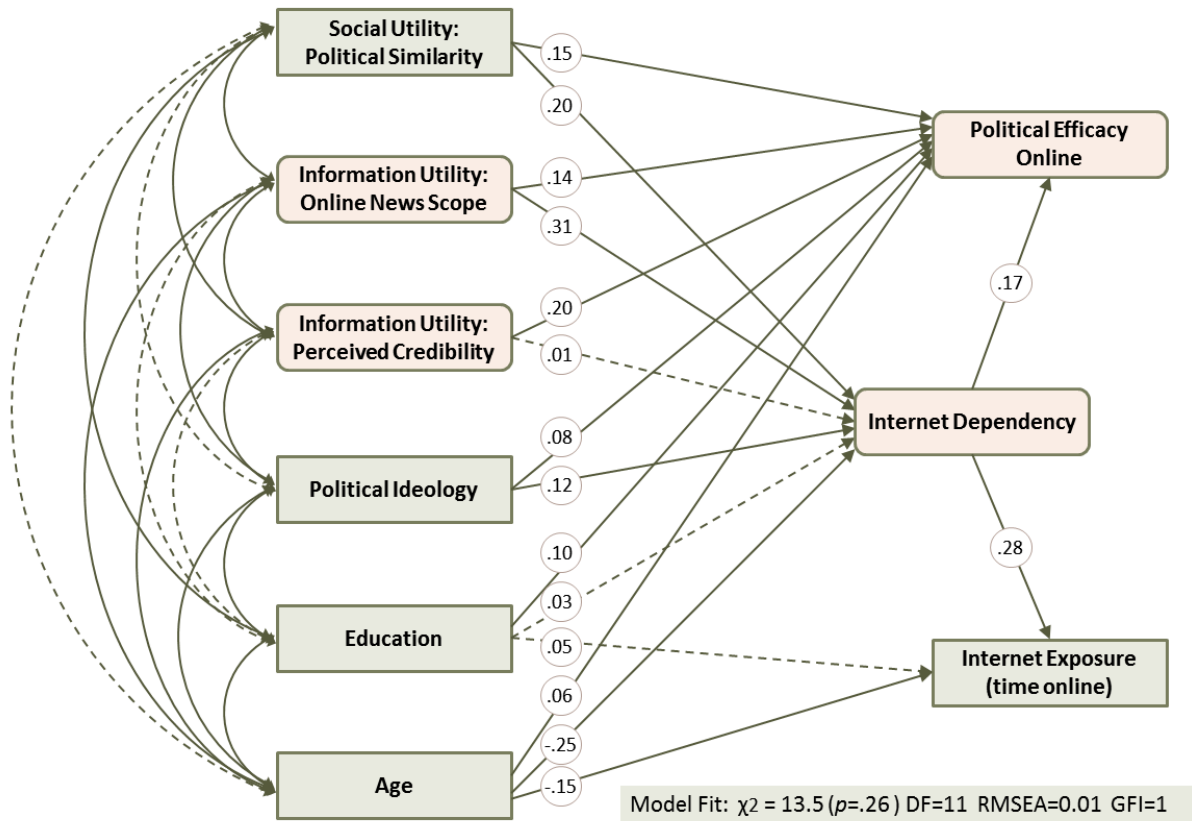 Social Utility:
Political Similarity
.15
.20
Political Efficacy
Online
Information Utility:
Online News Scope
.14
.31
.17
Information Utility:
Perceived Credibility
.20
.01
Internet Dependency
Political Ideology
.08
.12
.28
Education
.10
.03
.05
Internet Exposure
(time online)
Age
.06
-.25
-.15
Model Fit: χ2 = 13.5 (p=.26) DF=11 RMSEA=0.01 GFI=1